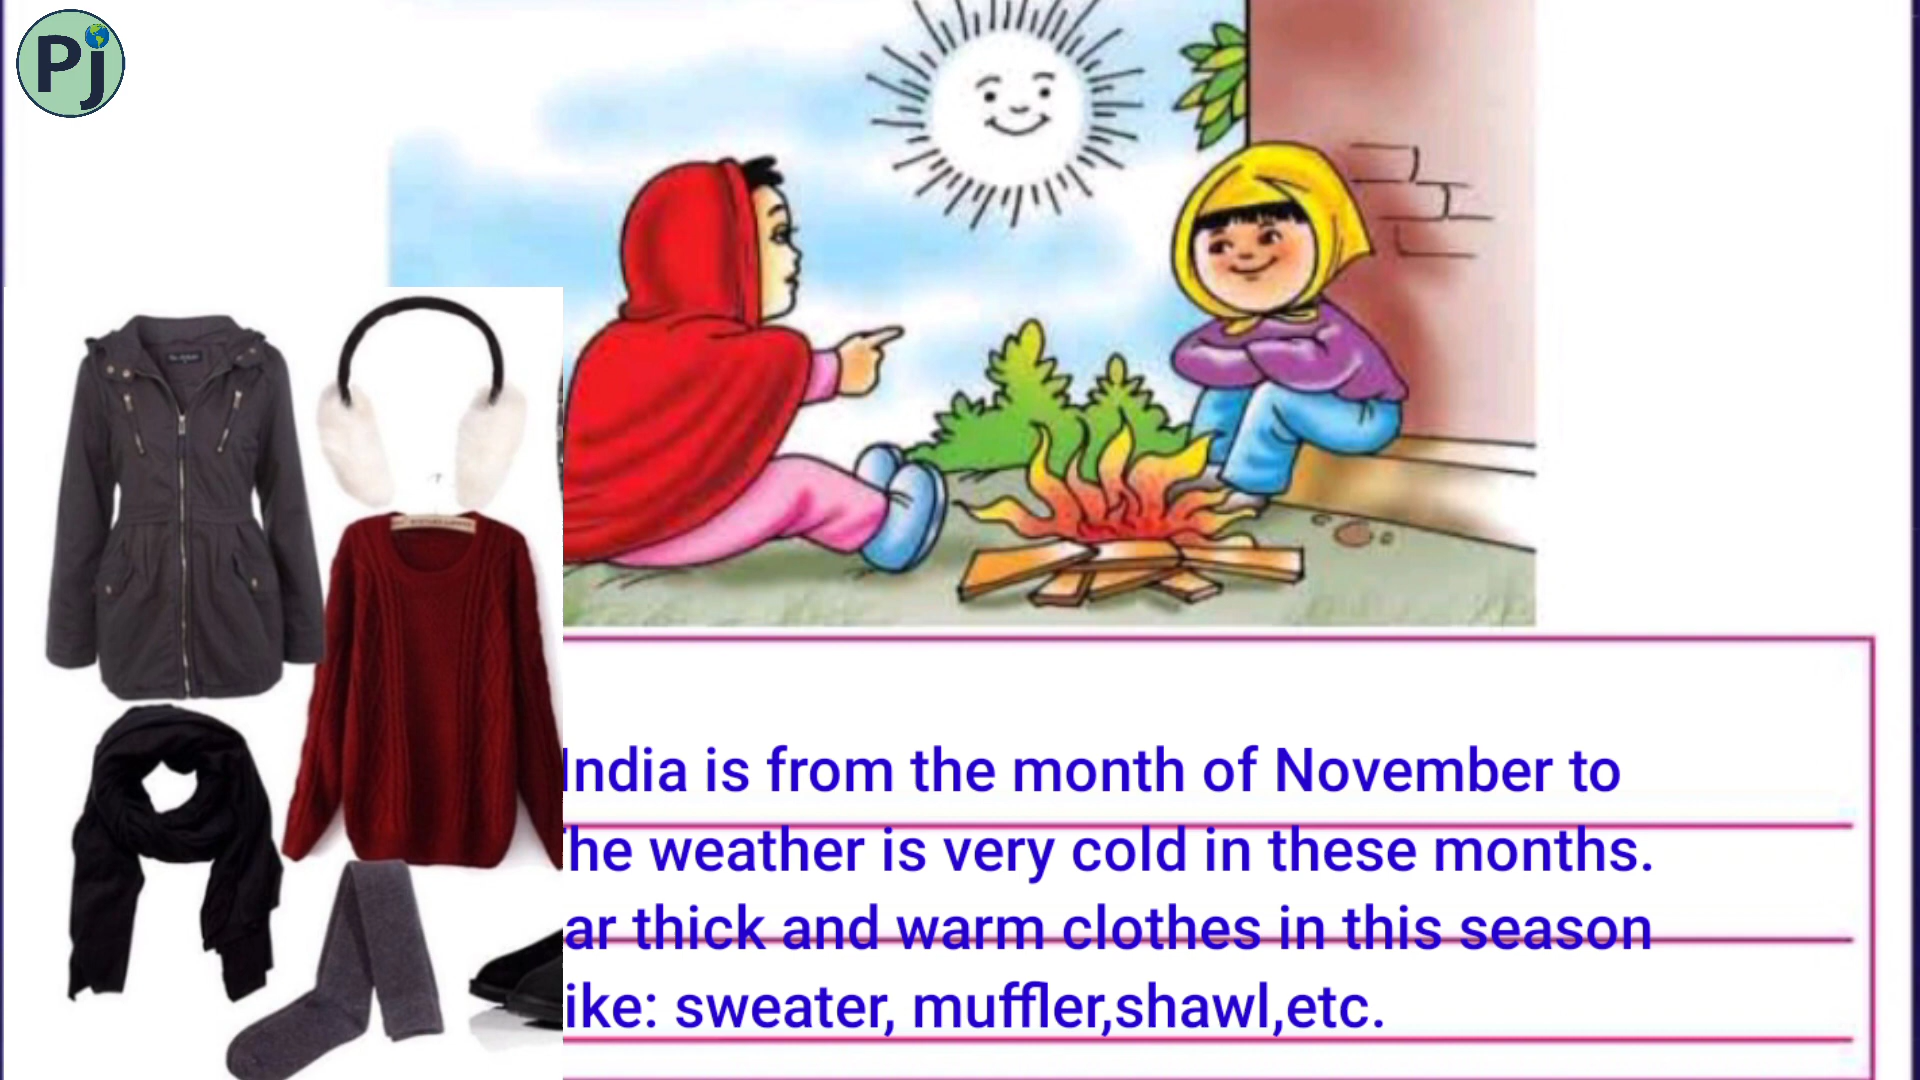 Pj
India is from the month of November to
The weather is very cold in these months.
ar thick and warm clothes in this season
ike: sweater, muffler,shawl,etc.